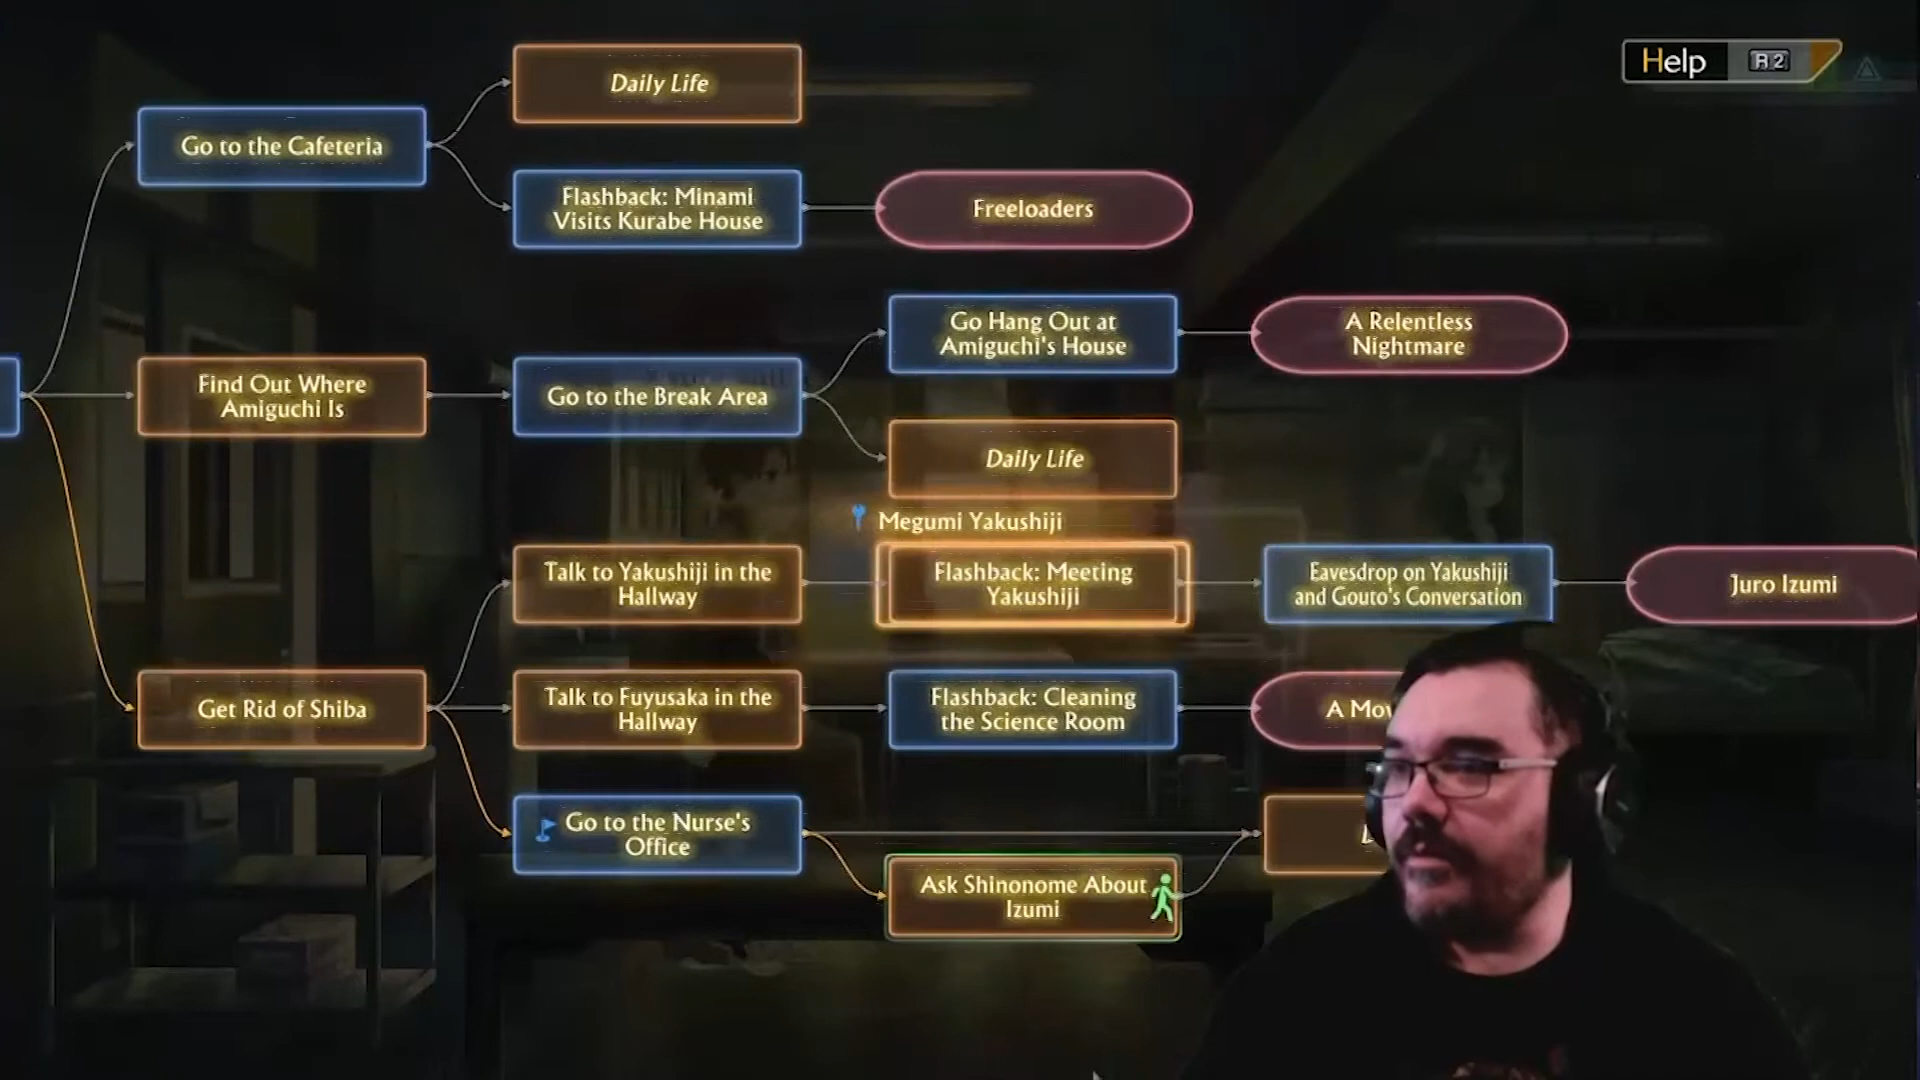 Help R2
Daily Life
Go to the Cafeteria
Flashback: Minami
Visits Kurabe House
Freeloaders
Go Hang Out at
Amiguchi's House
A Relentless
Nightmare
Find Out Where
Amiguchi Is
Go to the Break Area
Daily Life
Megumi Yakushiji
Talk to Yakushiji in the
Hallway
Flashback: Meeting
Yakushiji
Eavesdrop on Yakushiji
and Gouto's Conversation
Juro Izumi
Get Rid of Shiba
Talk to Fuyusaka in the
Hallway
Flashback: Cleaning
the Science Room
A
Go to the Nurse's
Office
Ask Shinonome About
Izumi